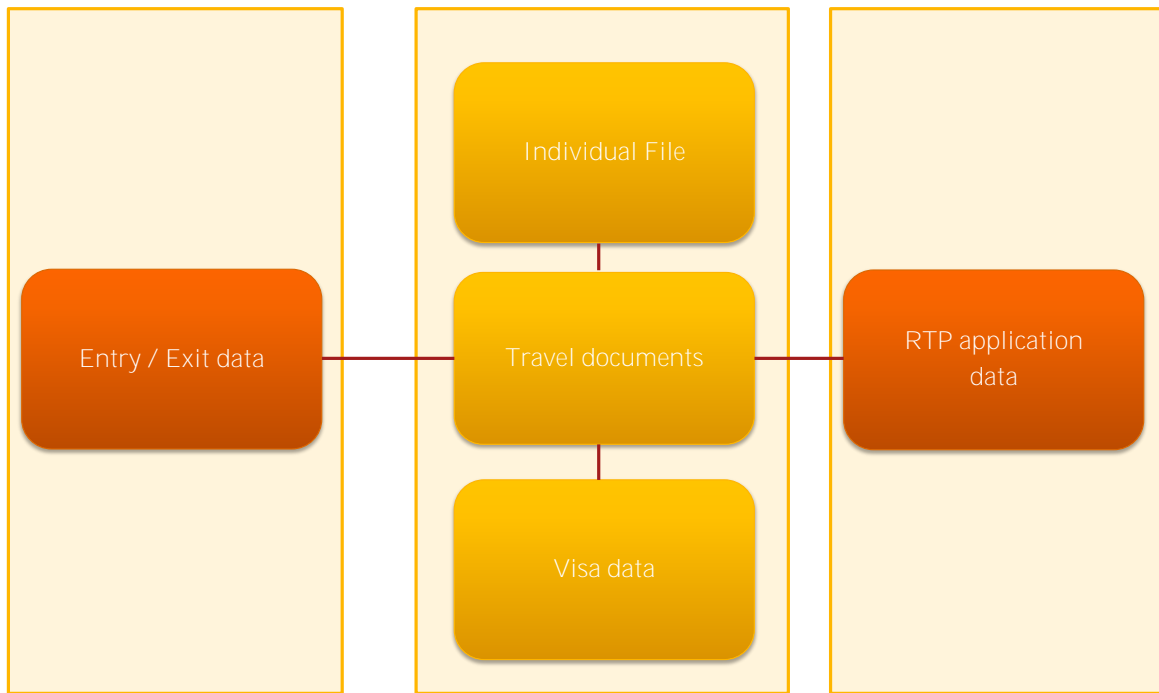 Individual File
Entry / Exit data
Travel documents
RTP application
data
Visa data